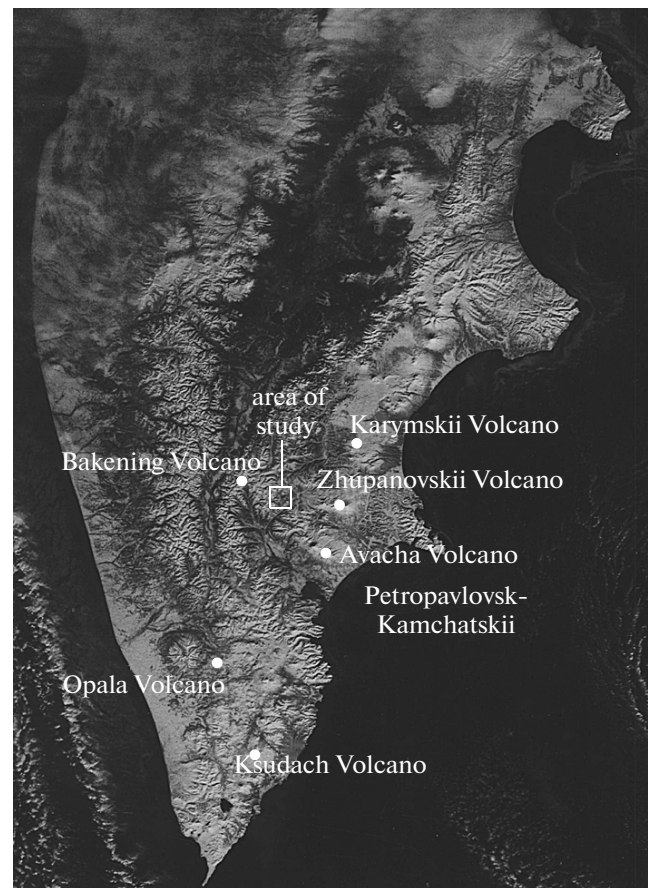 area of
study
Karymskii Volcano
Bakening Volcano
Zhupanovskii Volcano
Avacha Volcano
Petropavlovsk-
Kamchatskii
Opala Volcano
Ksudach Volcano